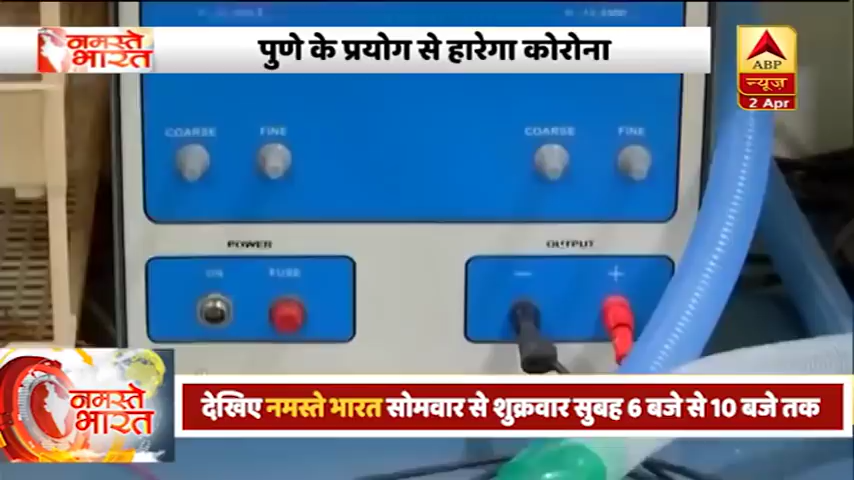 नमस्ते
भारत
पुणे के प्रयोग से हारेगा कोरोना
ABP
न्यूज़
2 Apr
COARSE
FINE
COARSE
FINE
POWER
OUTPUT
ON
FUSE
-
+
नमस्ते
भारत
देखिए नमस्ते भारत सोमवार से शुक्रवार सुबह 6 बजे से 10 बजे तक